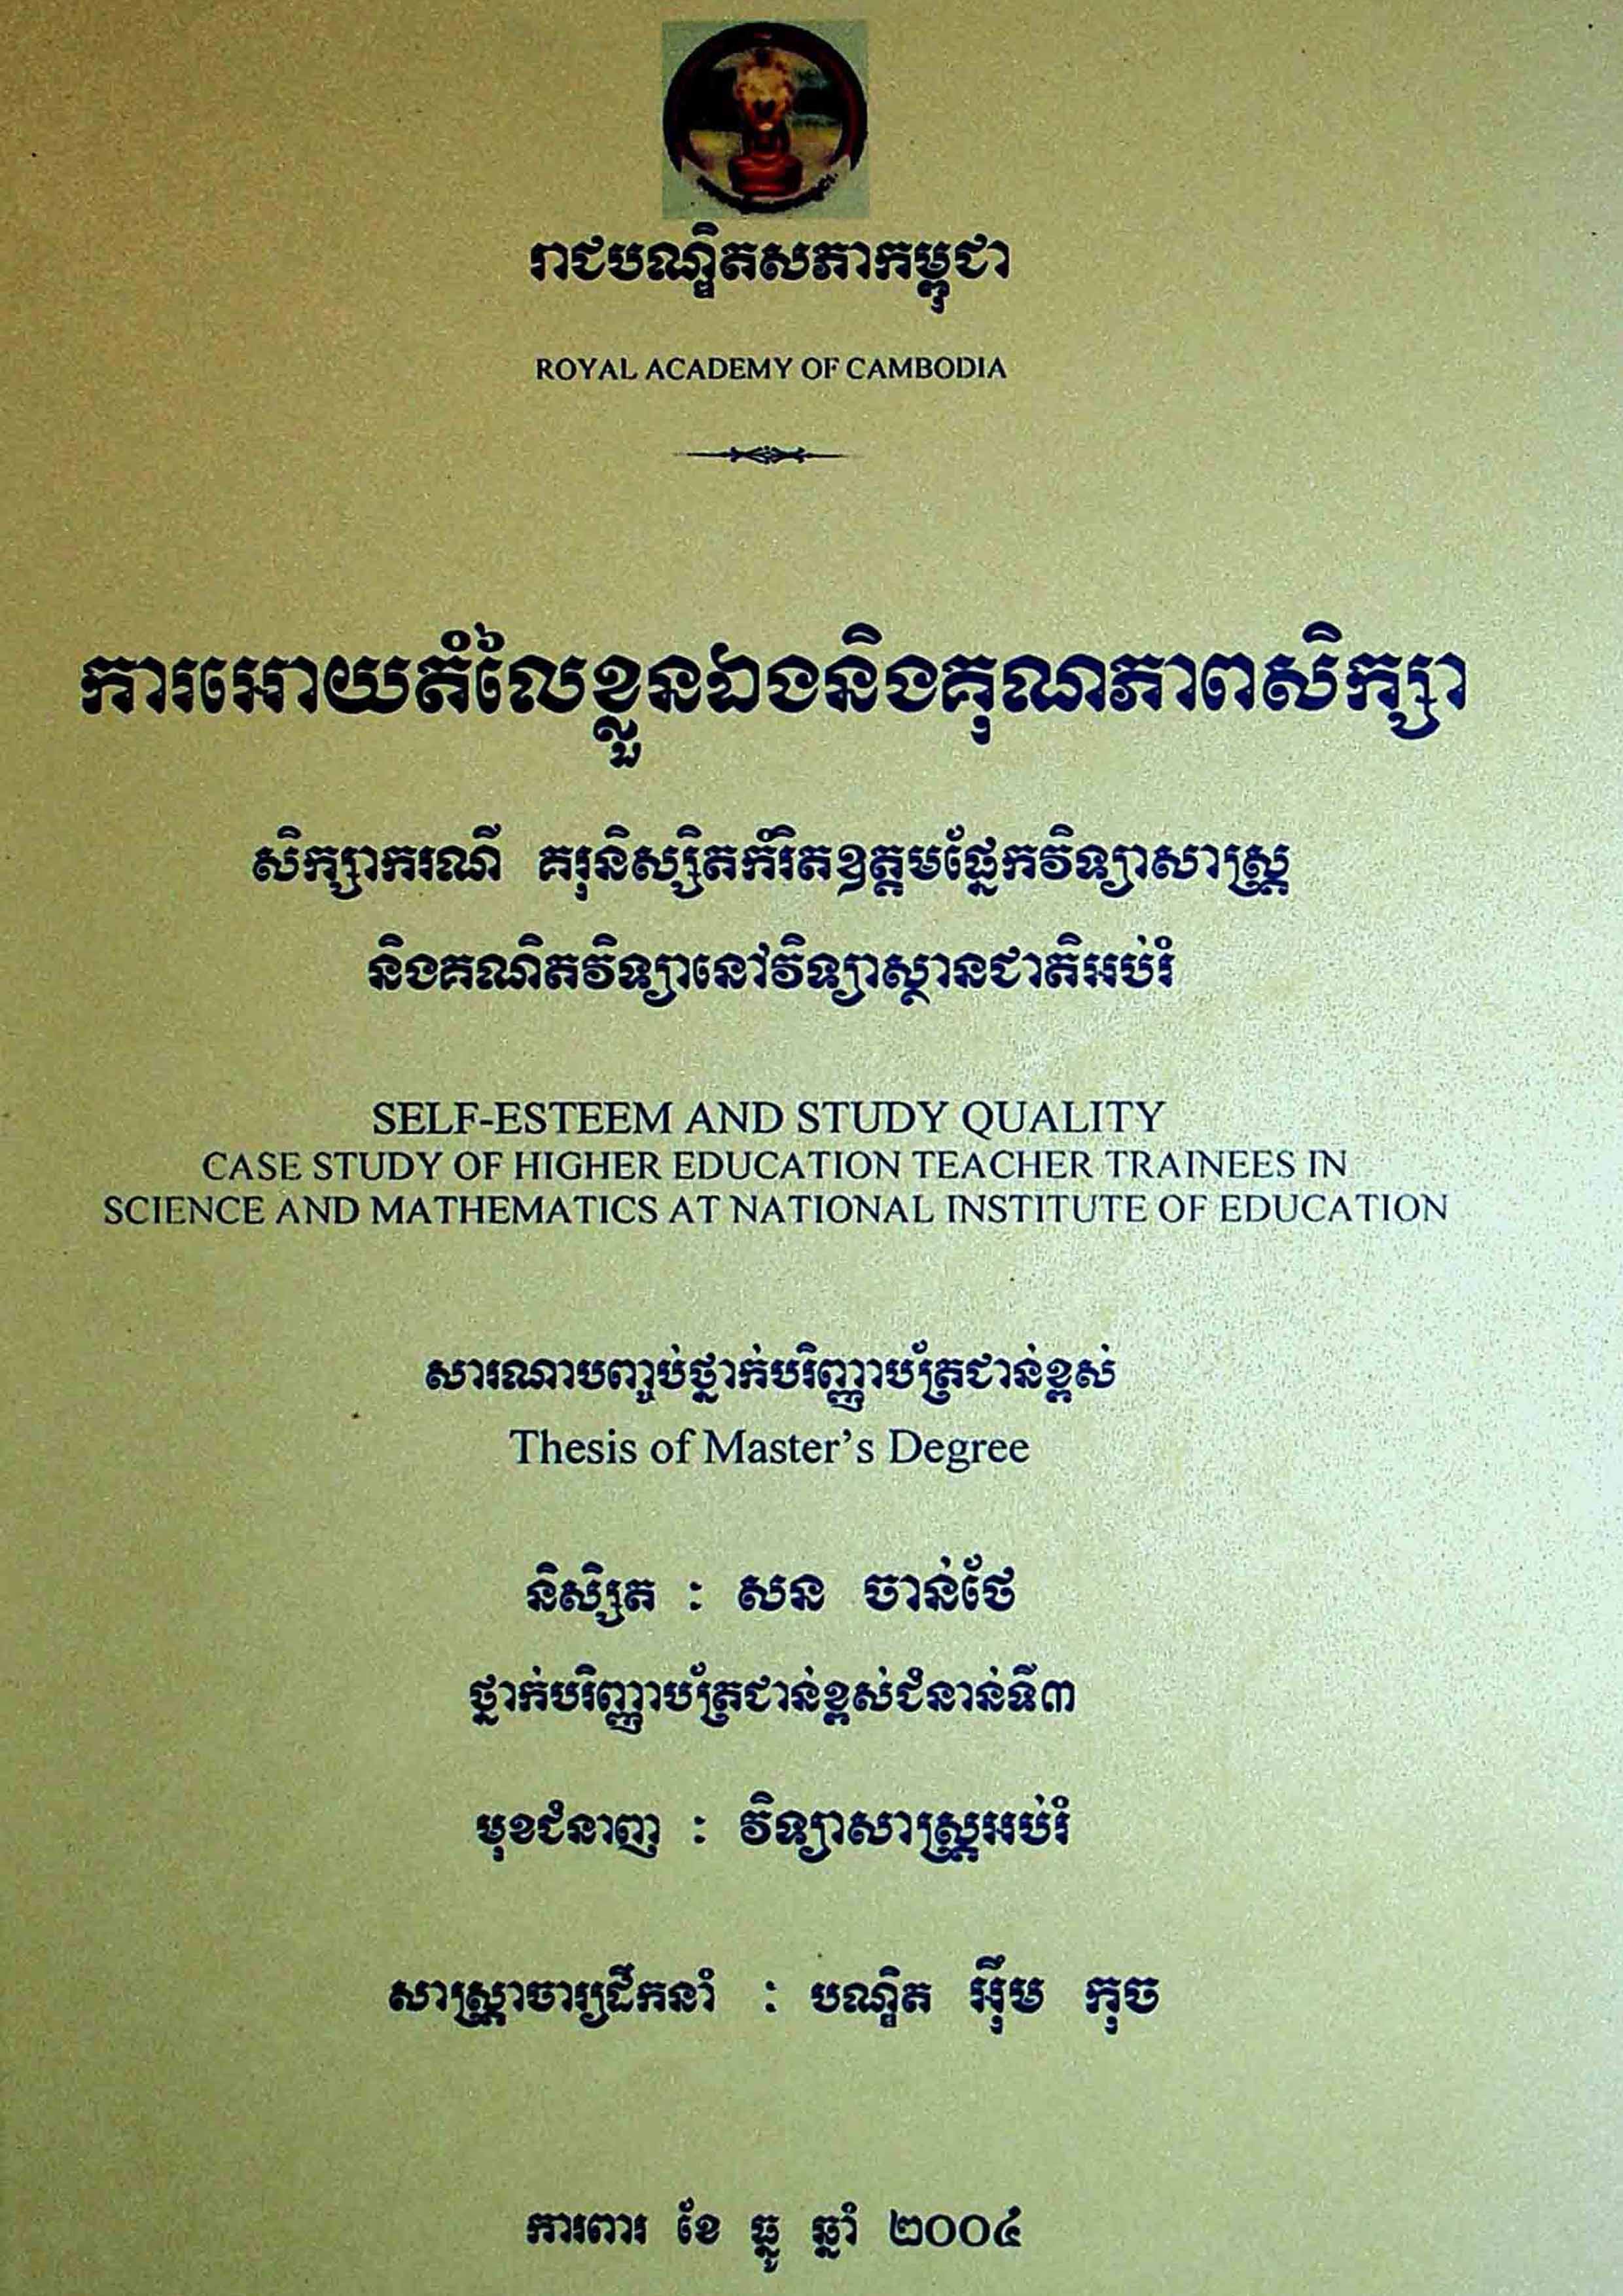 រាជបណ្ឌិតសភាកម្ពុជា
ROYAL ACADEMY OF CAMBODIA
ការអោយតំលៃខ្លួនឯងនិងគុណភាពសិក្សា
សិក្សាករណី គរុនិស្សិតកំរិតឧត្តមផ្នែកវិទ្យាសាស្ត្រ
និងគណិតវិទ្យានៅវិទ្យាស្ថានជាតិអប់រំ
SELF-ESTEEM AND STUDY QUALITY
CASE STUDY OF HIGHER EDUCATION TEACHER TRAINEES IN
SCIENCE AND MATHEMATICS AT NATIONAL INSTITUTE OF EDUCATION
សារណាបញ្ចប់ថ្នាក់បរិញ្ញាបត្រជាន់ខ្ពស់
Thesis of Master's Degree
និស្សិត : សន ចាន់ថែ
ថ្នាក់បរិញ្ញាបត្រជាន់ខ្ពស់ជំនាន់ទី៣
មុខជំនាញ : វិទ្យាសាស្ត្រអប់រំ
សាស្ត្រាចារ្យដឹកនាំ : បណ្ឌិត អ៊ឹម កុច
ការពារ ខែ ធ្នូ ឆ្នាំ ២០០៤